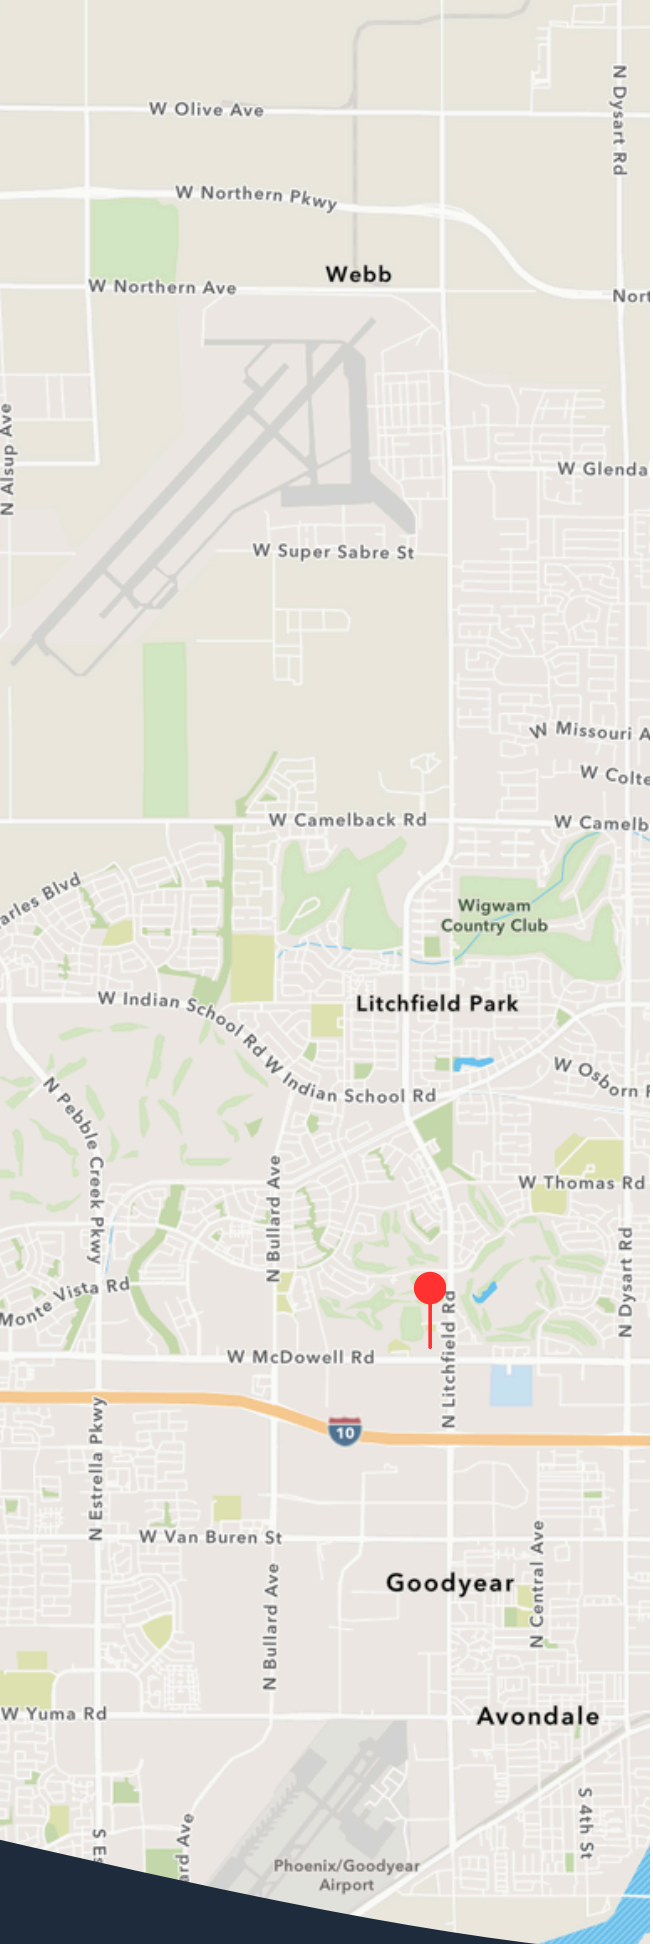 W Olive Ave
N Dysart Rd
W Northern Pkwy
Webb
W Northern Ave
Nort
N Alsup Ave
W Glenda
W Super Sabre St
W Missouri A
W Colte
W Camelback Rd
W Camelb
arles Blvd
Wigwam
Country Club
W Indian School Rd
Litchfield Park
W Indian School Rd
W Osborn R
N Pebble Creek Pkwy
N Bullard Ave
W Thomas Rd
N Dysart Rd
Monte Vista Rd
N Litchfield Rd
W McDowell Rd
10
N Estrella Pkwy
W Van Buren St
N Central Ave
Goodyear
N Bullard Ave
W Yuma Rd
Avondale
S 4th St
S Es
ard Ave
Phoenix/Goodyear
Airport